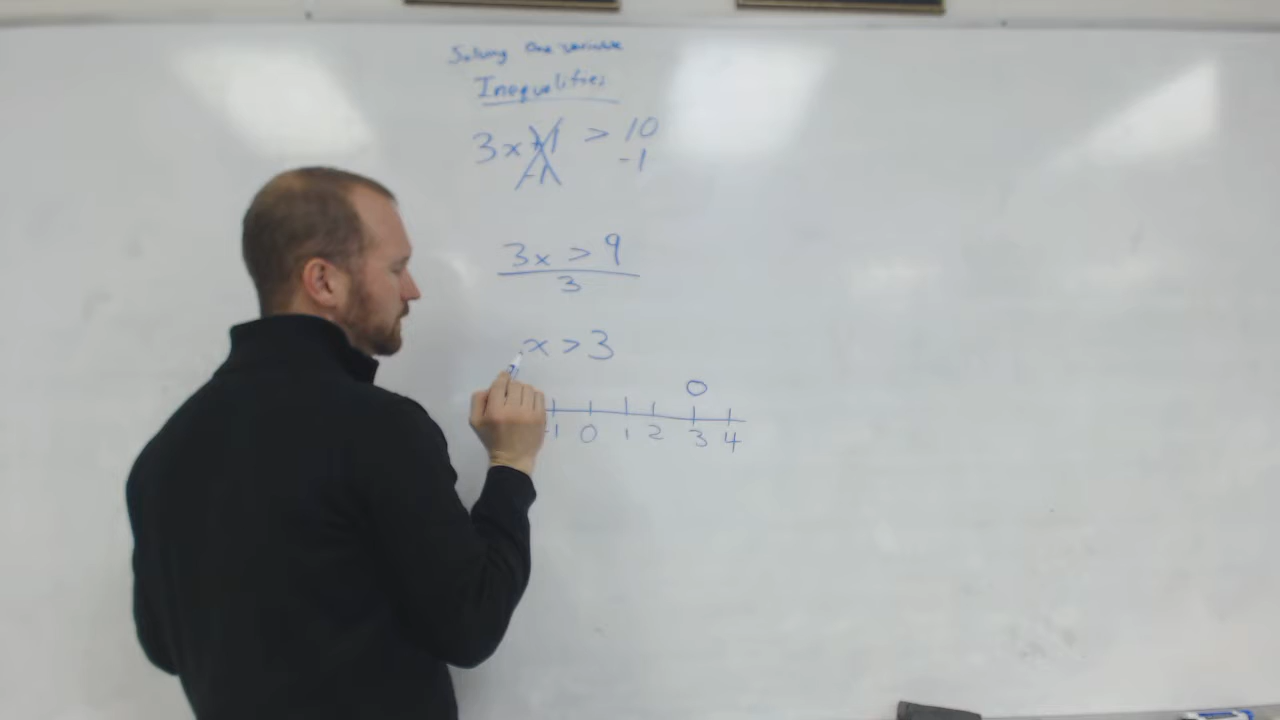 Solving One variable
Inequalities
3x+1 > 10
-1 -1
3x > 9
3
x > 3
O
-1 0 1 2 3 4